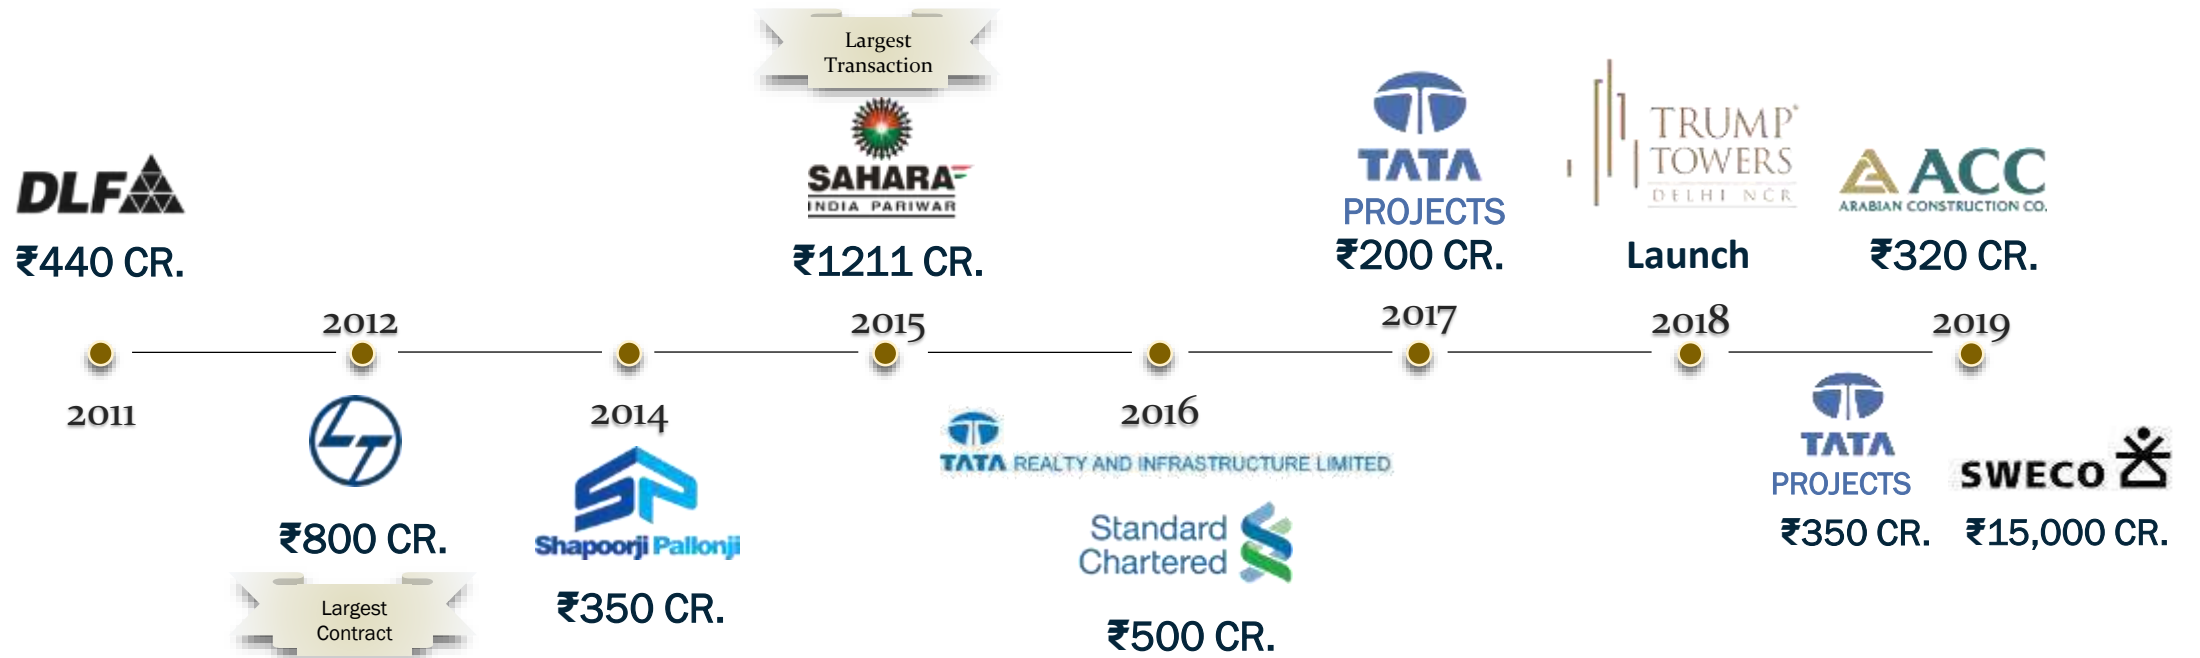 Largest
Transaction
DLF
₹440 CR.
SAHARA
INDIA PARIWAR
₹1211 CR.
TATA
PROJECTS
₹200 CR.
TRUMP®
TOWERS
DELHI NCR
Launch
ACC
ARABIAN CONSTRUCTION CO.
₹320 CR.
2011
2012
2014
2015
2016
2017
2018
2019
LT
₹800 CR.
Largest
Contract
SP
Shapoorji Pallonji
₹350 CR.
TATA REALTY AND INFRASTRUCTURE LIMITED
Standard
Chartered
₹500 CR.
TATA
PROJECTS
₹350 CR.
SWECO
₹15,000 CR.